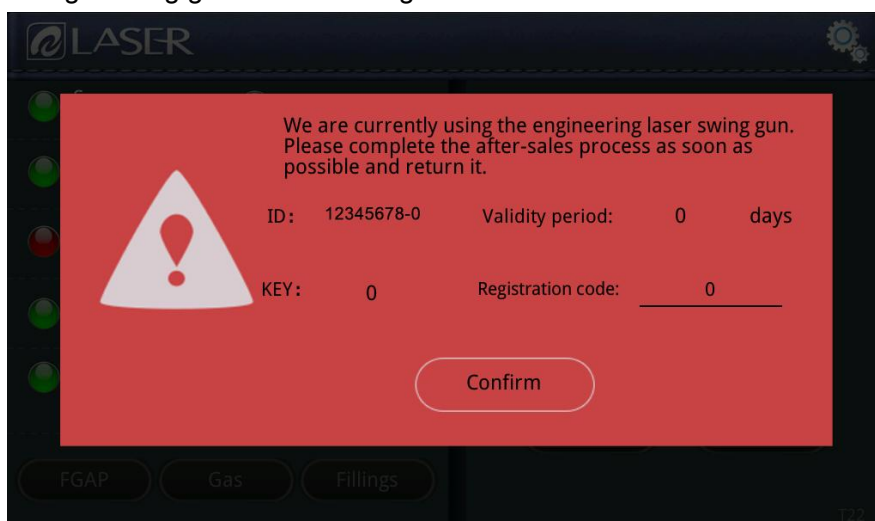 LASER
We are currently using the engineering laser swing gun.
Please complete the after-sales process as soon as
possible and return it.
ID: 12345678-0 Validity period: 0 days
KEY: 0 Registration code: 0
Confirm
FGAP Gas Fillings
T22